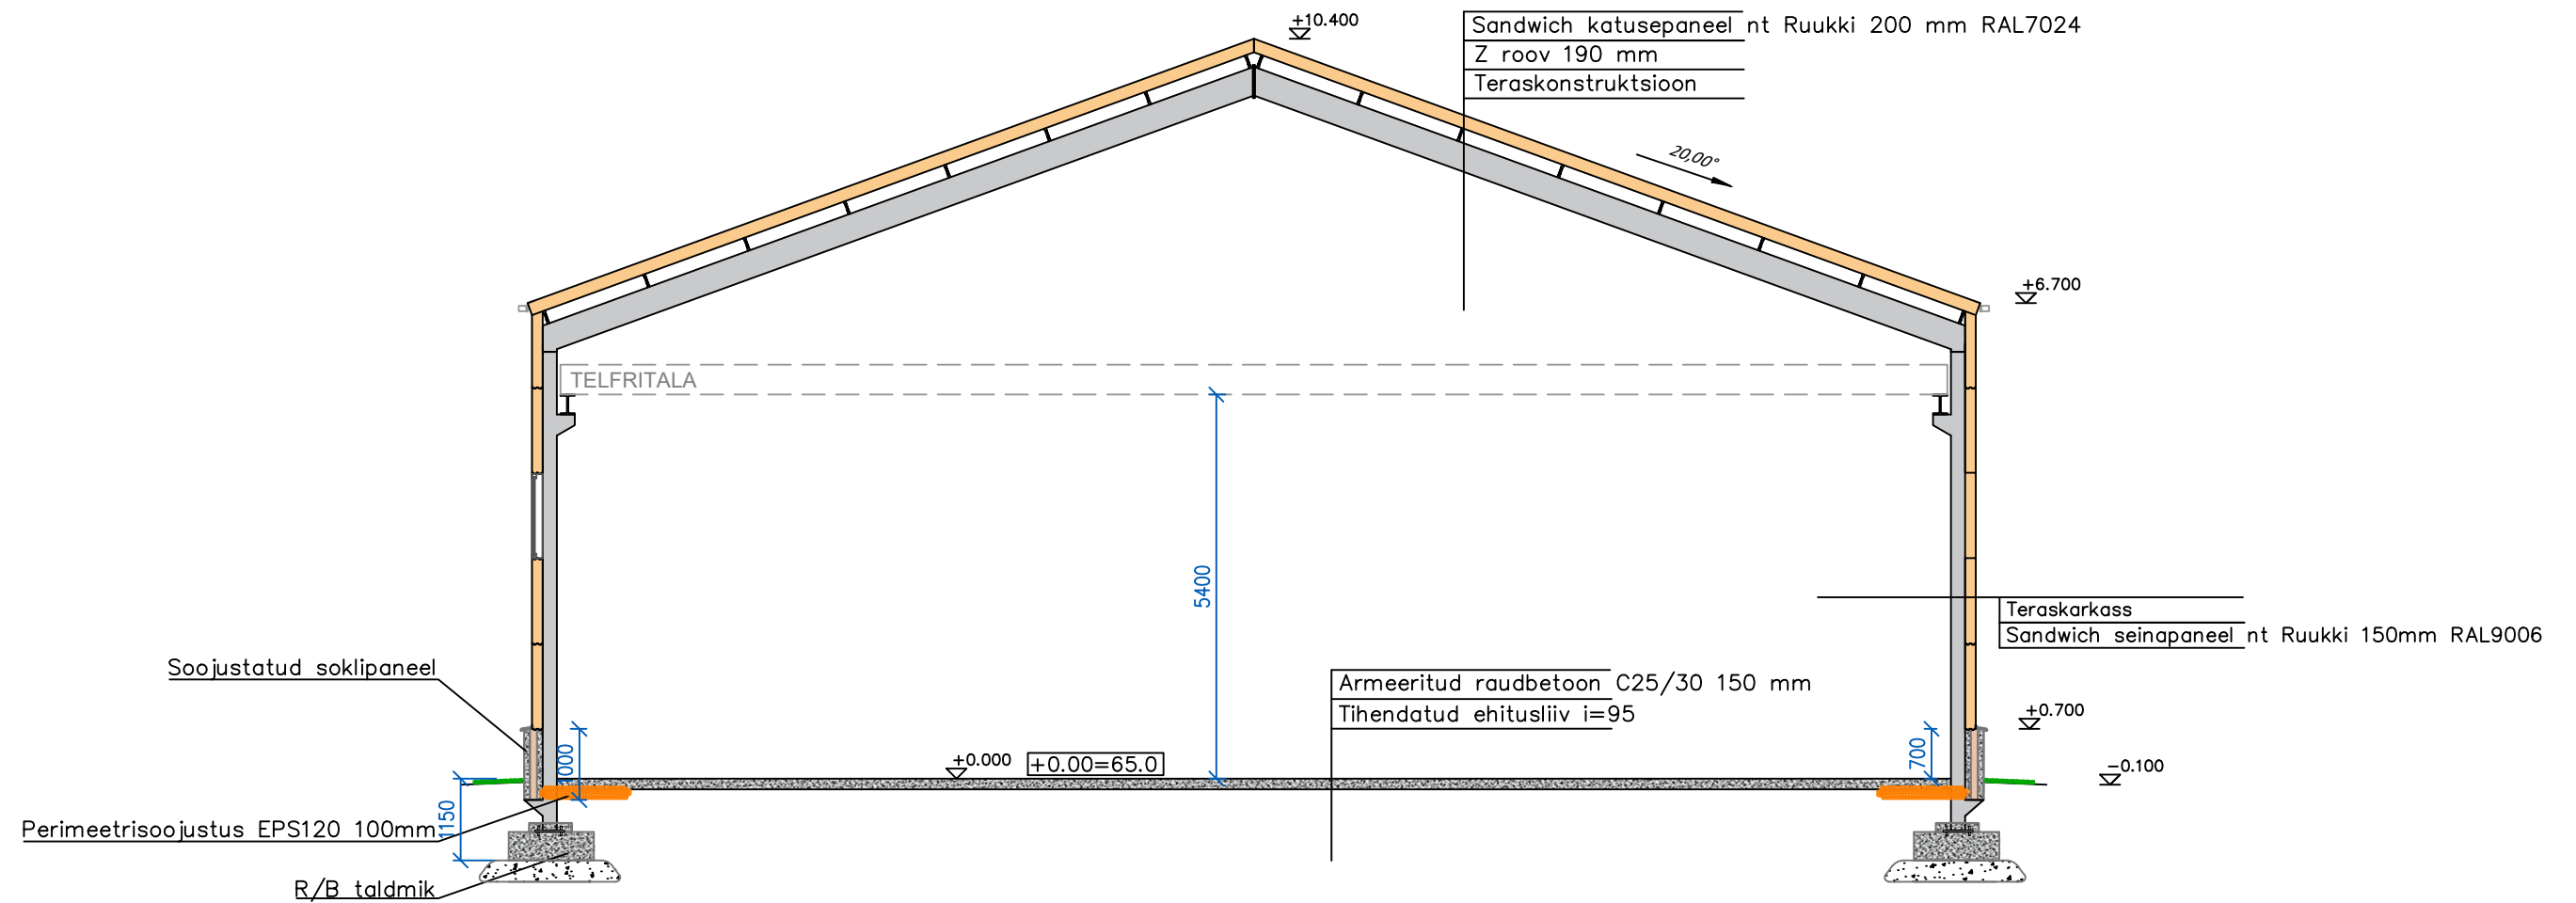 +10.400
Sandwich katusepaneel nt Ruukki 200 mm RAL7024
Z roov 190 mm
Teraskonstruktsioon
20,00°
+6.700
TELFRITALA
5400
Teraskarkass
Sandwich seinapaneel nt Ruukki 150mm RAL9006
Soojustatud soklipaneel
Armeeritud raudbetoon C25/30 150 mm
Tihendatud ehitusliiv i=95
+0.700
1000
700
+0.000
+0.00=65.0
-0.100
1150
Perimeetrisoojustus EPS120 100mm
R/B taldmik